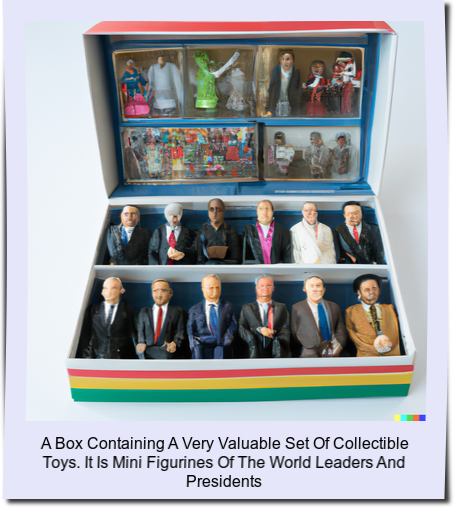 A Box Containing A Very Valuable Set Of Collectible
Toys. It Is Mini Figurines Of The World Leaders And
Presidents